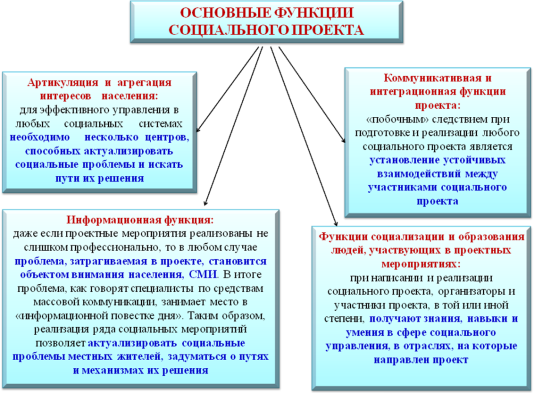 ОСНОВНЫЕ ФУНКЦИИ
СОЦИАЛЬНОГО ПРОЕКТА
Артикуляция и агрегация
интересов населения:
для эффективного управления в
любых социальных системах
необходимо несколько центров,
способных актуализировать
социальные проблемы и искать
пути их решения
Коммуникативная и
интеграционная функции
проекта:
«побочным» следствием при
подготовке и реализации любого
социального проекта является
установление устойчивых
взаимодействий между
участниками социального
проекта
Информационная функция:
даже если проектные мероприятия реализованы не
слишком профессионально, то в любом случае
проблема, затрагиваемая в проекте, становится
объектом внимания населения, СМИ. В итоге
проблема, как говорят специалисты по средствам
массовой коммуникации, занимает место в
«информационной повестке дня». Таким образом,
реализация ряда социальных мероприятий
позволяет актуализировать социальные
проблемы местных жителей, задуматься о путях
и механизмах их решения
Функции социализации и образования
людей, участвующих в проектных
мероприятиях:
при написании и реализации
социального проекта, организаторы и
участники проекта, в той или иной
степени, получают знания, навыки и
умения в сфере социального
управления, в отраслях, на которые
направлен проект